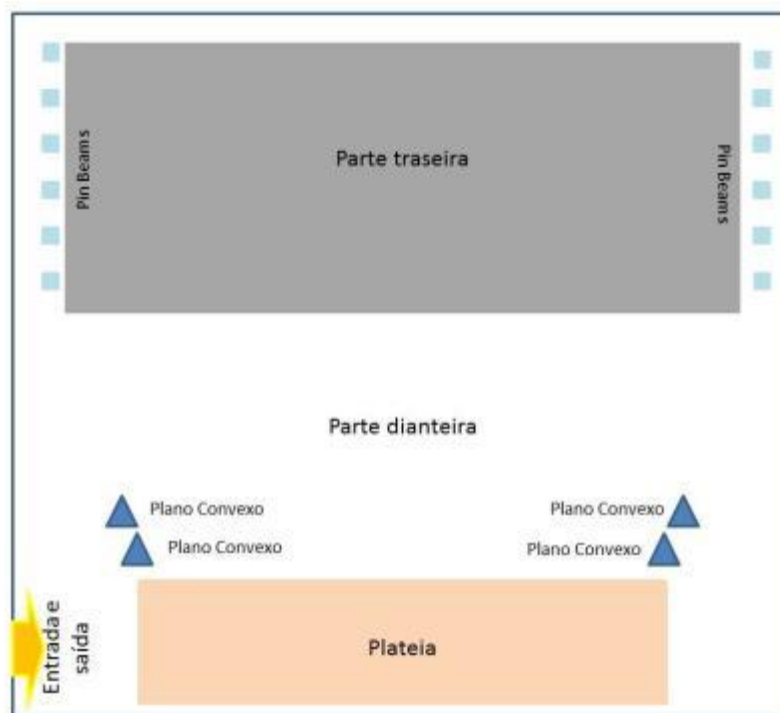 Pin Beams
Parte traseira
Pin Beams
Parte dianteira
Plano Convexo
Plano Convexo
Plano Convexo
Plano Convexo
Entrada e
saída
Plateia